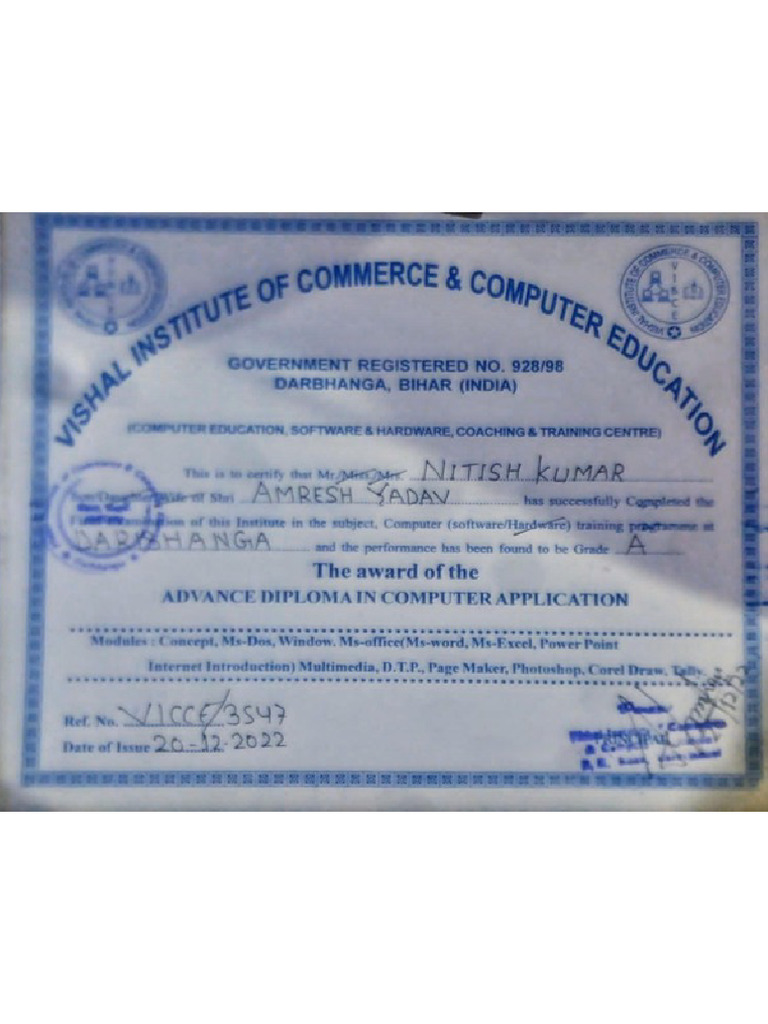 VISHAL INSTITUTE OF COMMERCE & COMPUTER EDUCATION
GOVERNMENT REGISTERED NO. 928/98
DARBHANGA, BIHAR (INDIA)
(COMPUTER EDUCATION, SOFTWARE & HARDWARE, COACHING & TRAINING CENTRE)
This is to certify that Mr./Miss/Mrs. NITISH KUMAR
Wife of Shri AMRESH YADAV has successfully Completed the
of this Institute in the subject, Computer (software/Hardware) training programme at
DARBHANGA and the performance has been found to be Grade A
The award of the
ADVANCE DIPLOMA IN COMPUTER APPLICATION
Modules : Concept, Ms-Dos, Window. Ms-office(Ms-word, Ms-Excel, Power Point
Internet Introduction) Multimedia, D.T.P., Page Maker, Photoshop, Corel Draw, Tally.
Ref. No. VICCE/3547
Date of Issue 20-12-2022